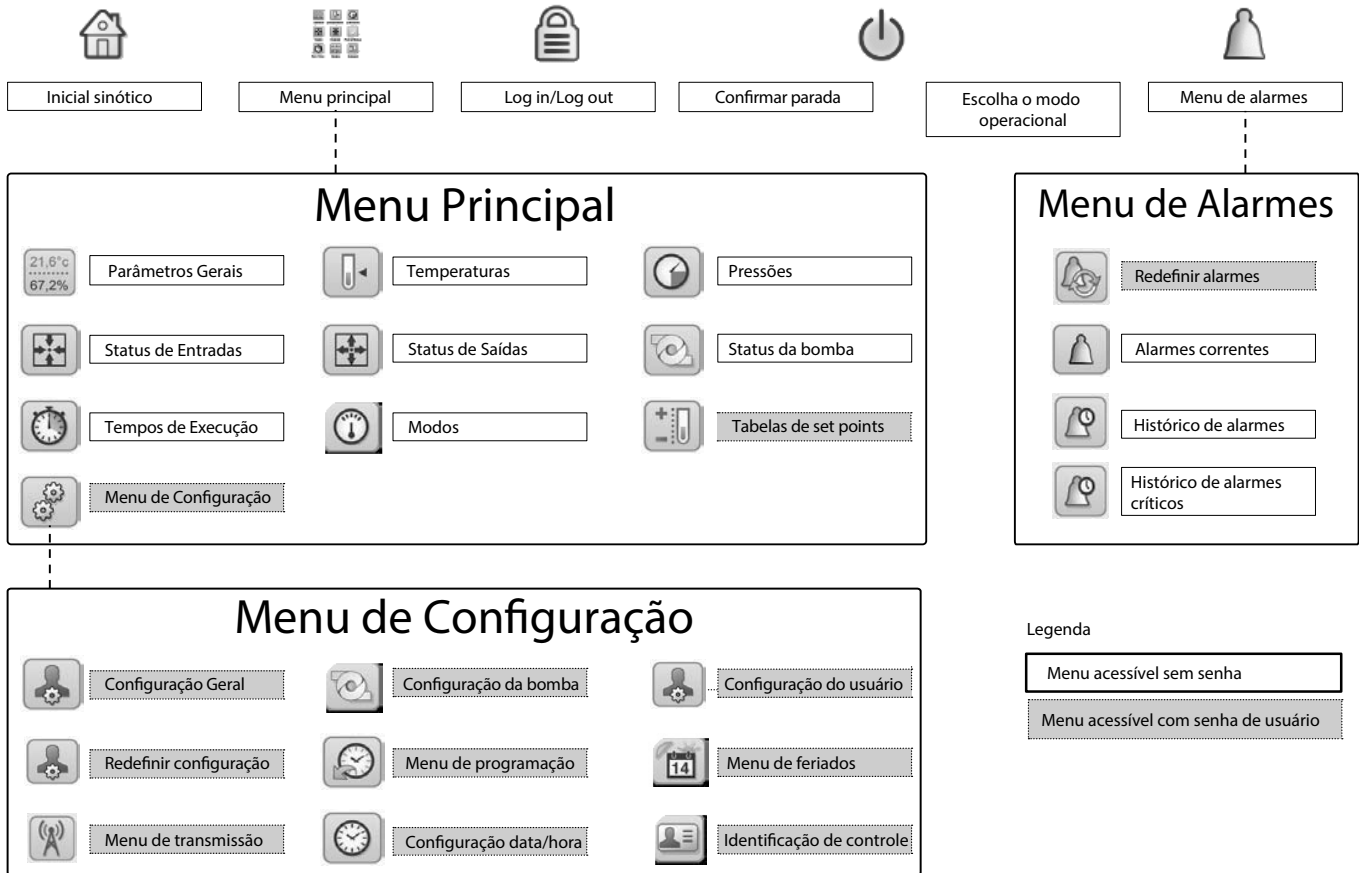 Inicial sinótico
Menu principal
Log in/Log out
Confirmar parada
Escolha o modo
operacional
Menu de alarmes
Menu Principal
21,6°c
67,2%
Parâmetros Gerais
Temperaturas
Pressões
Status de Entradas
Status de Saídas
Status da bomba
Tempos de Execução
Modos
Tabelas de set points
Menu de Configuração
Menu de Alarmes
Redefinir alarmes
Alarmes correntes
Histórico de alarmes
Histórico de alarmes
críticos
Menu de Configuração
Configuração Geral
Configuração da bomba
Configuração do usuário
Redefinir configuração
Menu de programação
14
Menu de feriados
Menu de transmissão
Configuração data/hora
Identificação de controle
Legenda
Menu acessível sem senha
Menu acessível com senha de usuário